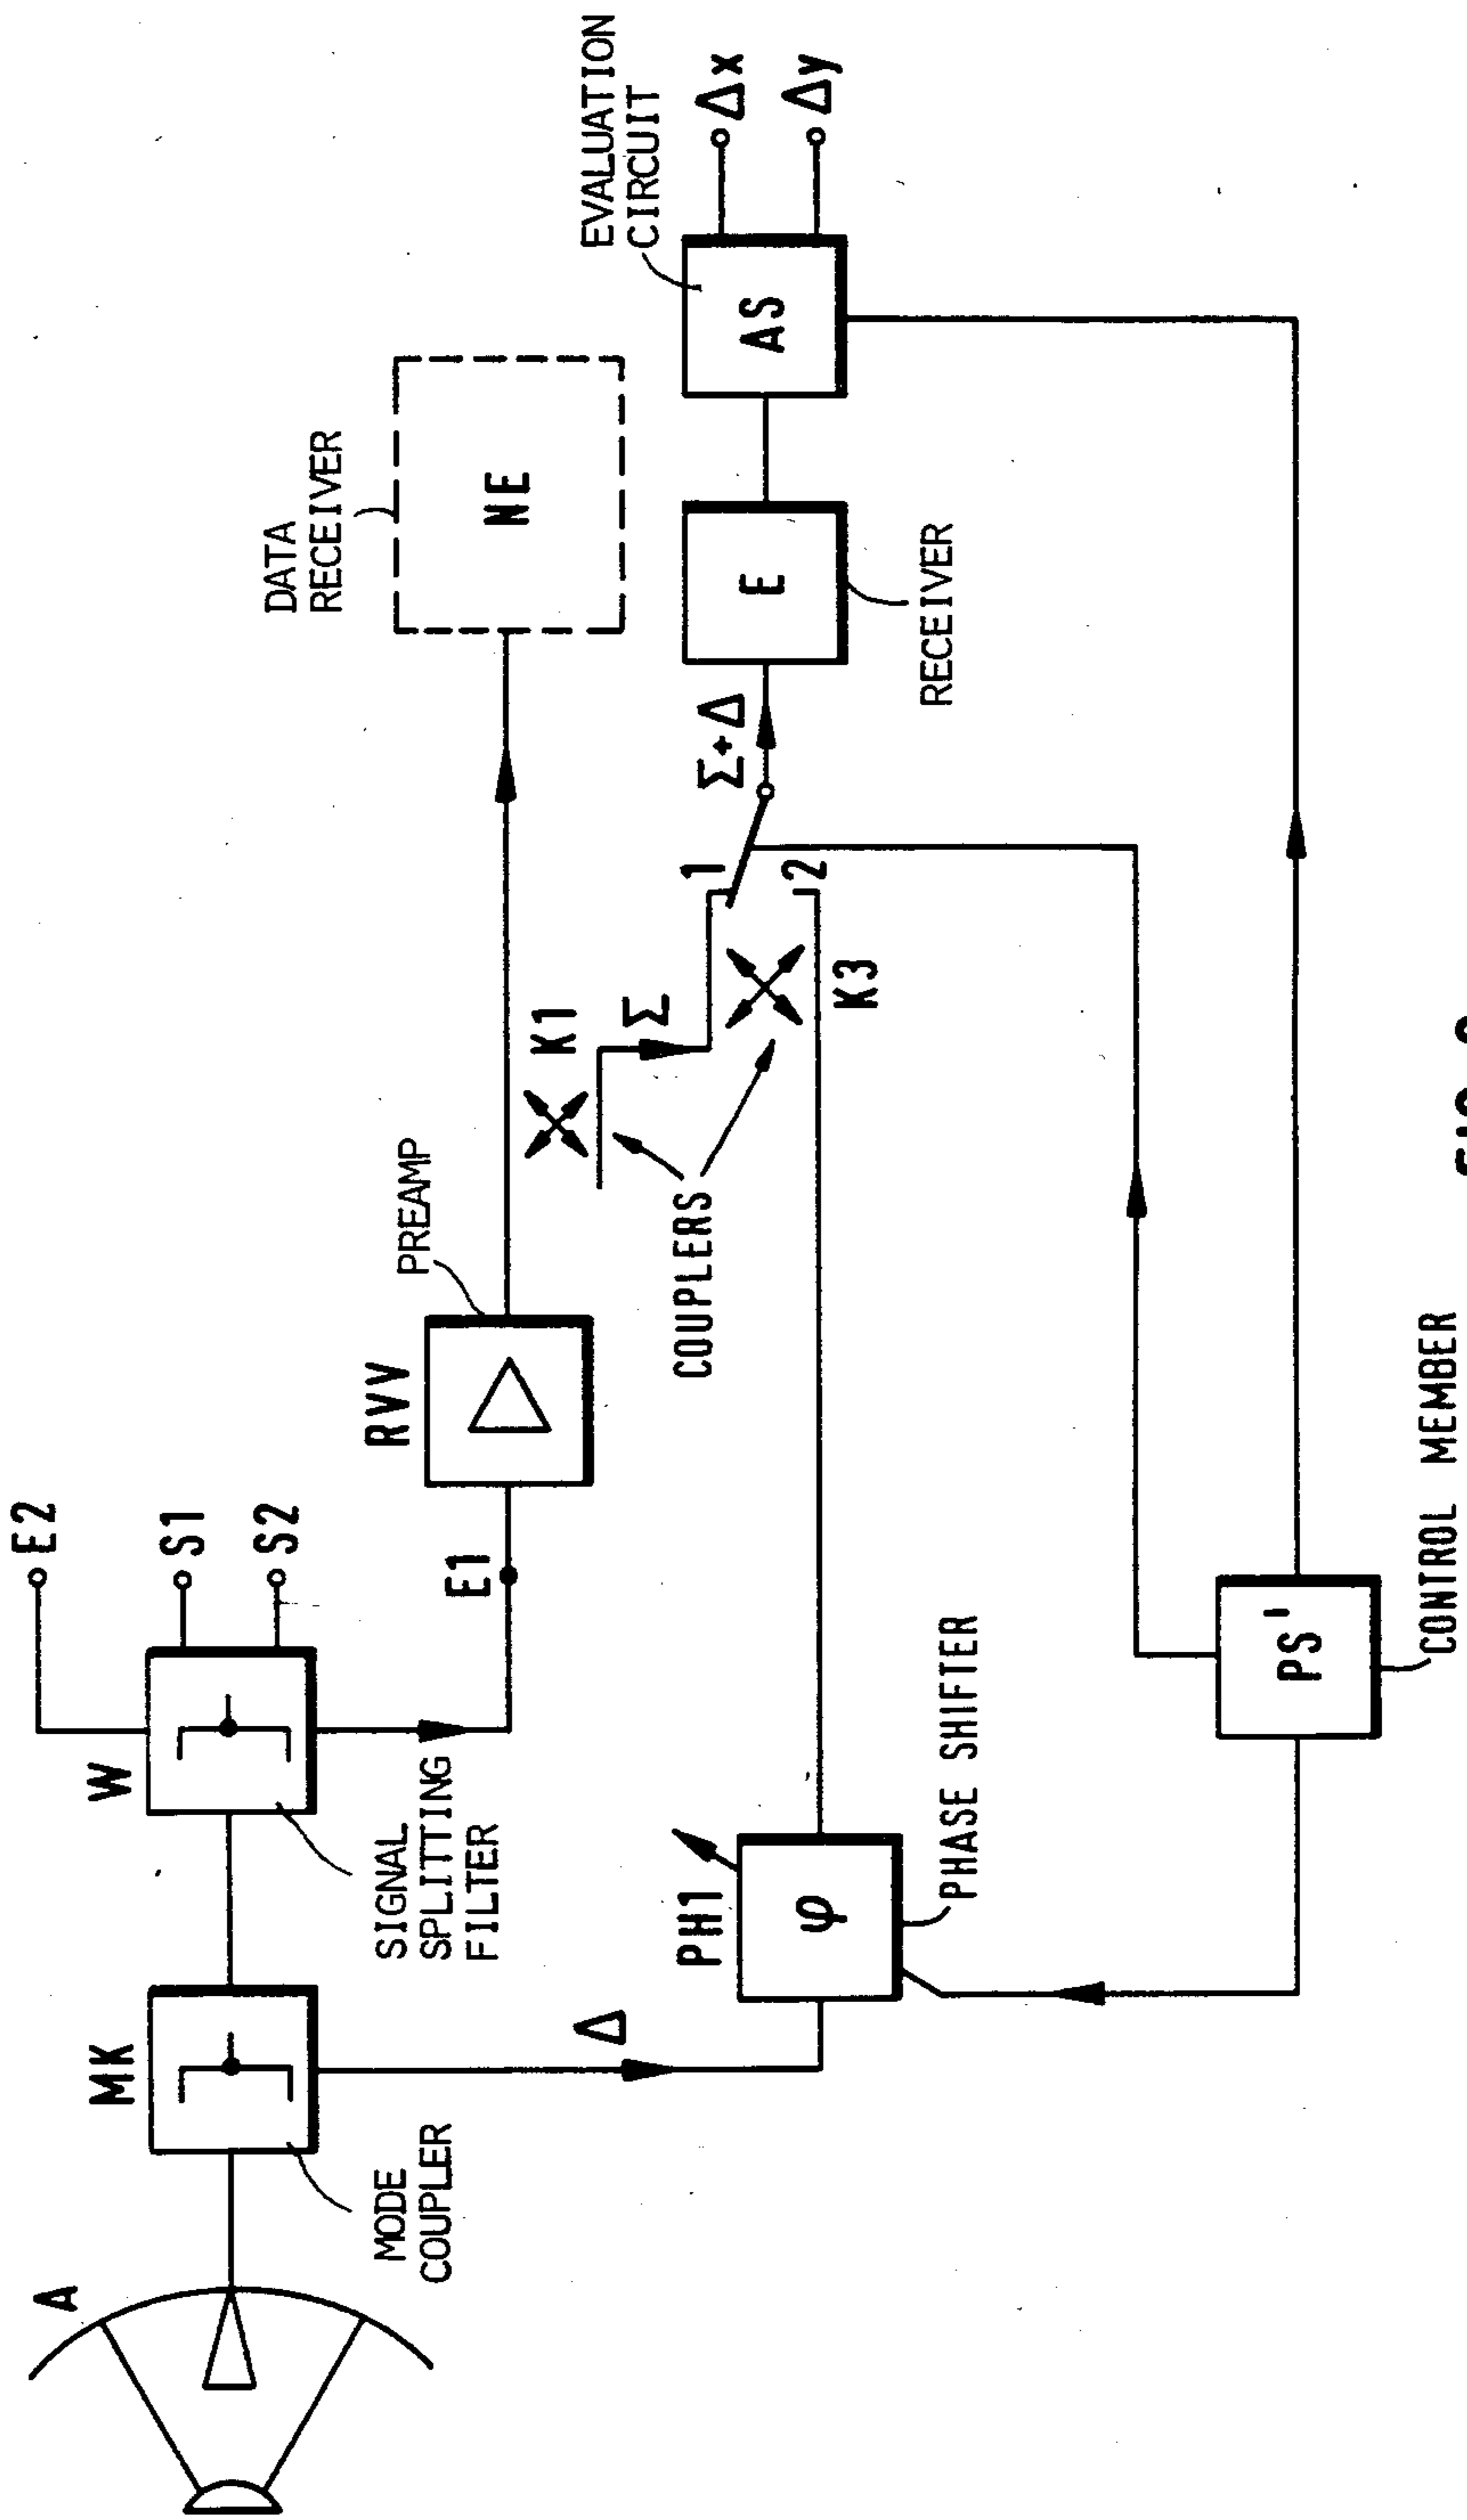 A
MK
MODE
COUPLER
W
SIGNAL
SPLITTING
FILTER
E2
S1
S2
E1
RVV
PREAMP
DATA
RECEIVER
NE
Δ
PH1
φ
PHASE SHIFTER
COUPLERS
K1
Σ
K3
1
2
Σ+Δ
E
RECEIVER
EVALUATION
CIRCUIT
AS
Δx
Δy
PS'
CONTROL MEMBER